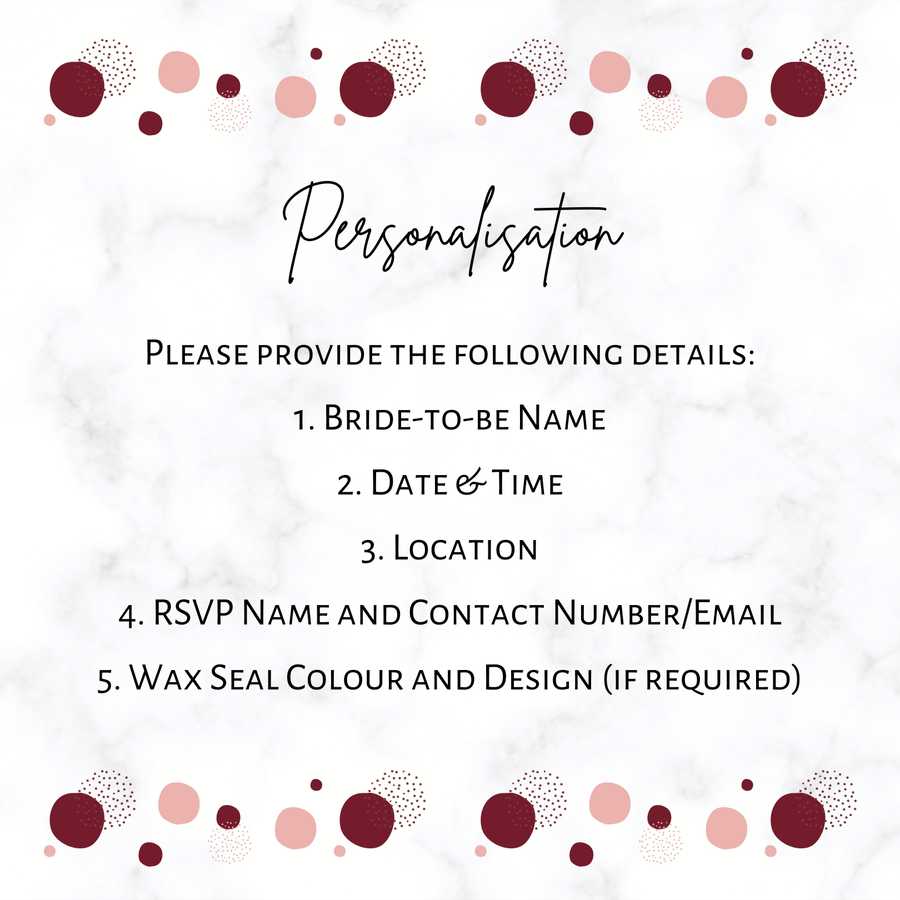 Personalisation
Please provide the following details:
1. Bride-to-be Name
2. Date & Time
3. Location
4. RSVP Name and Contact Number/Email
5. Wax Seal Colour and Design (if required)